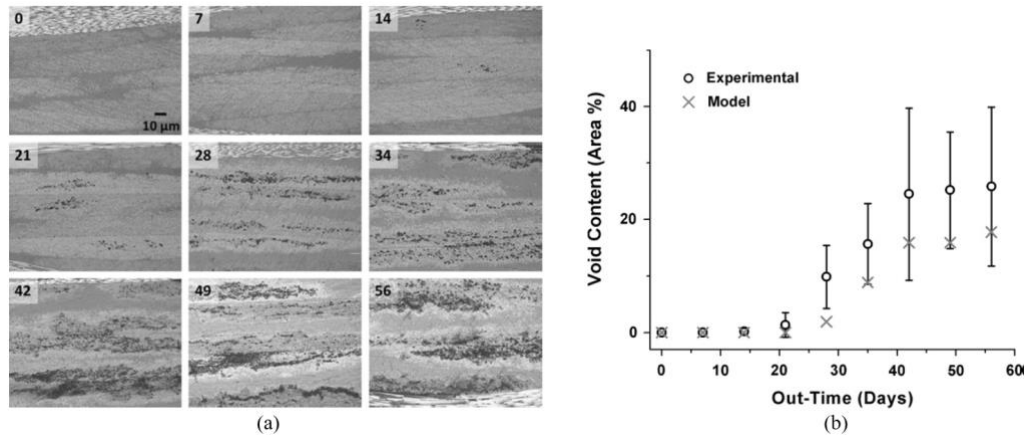 0
7
14
10 µm
21
28
34
42
49
56
(a)
Void Content (Area %)
40
20
0
Experimental
Model
0 10 20 30 40 50 60
Out-Time (Days)
(b)